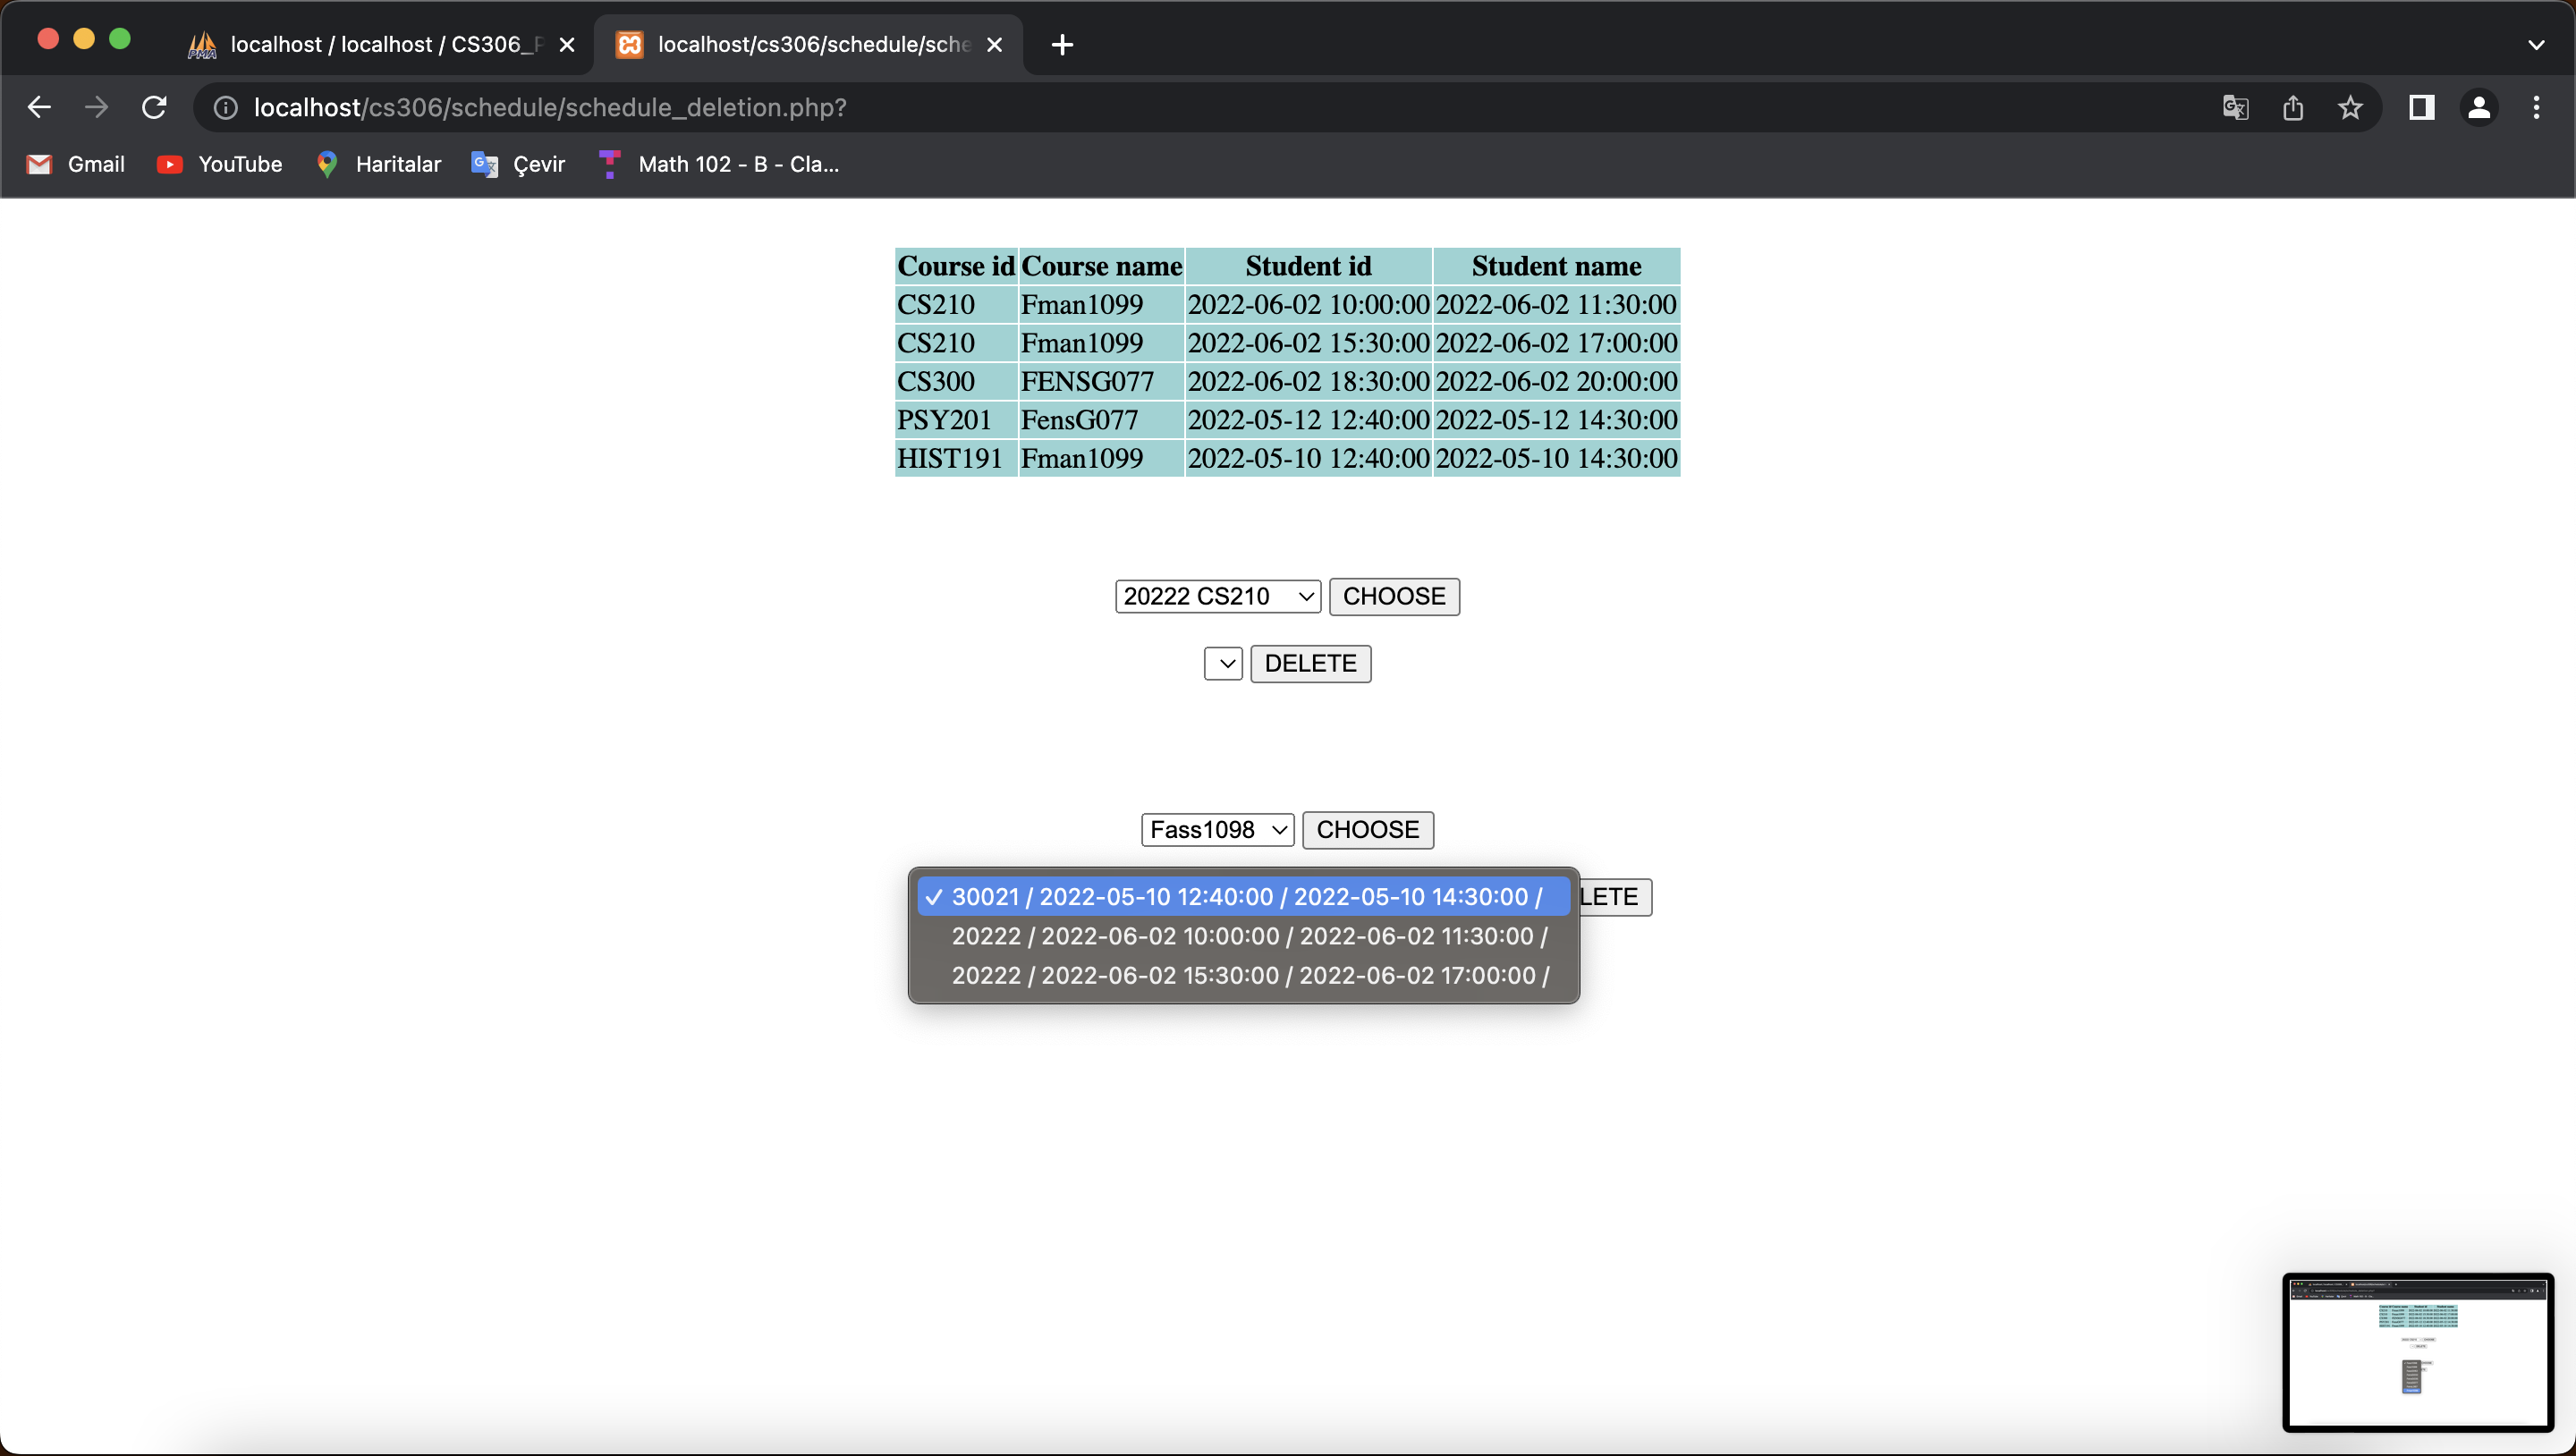 localhost / localhost / CS306_P
localhost/cs306/schedule/sche
localhost/cs306/schedule/schedule_deletion.php?
Gmail YouTube Haritalar Çevir Math 102 - B - Cla...
Course id Course name Student id Student name
CS210 Fman1099 2022-06-02 10:00:00 2022-06-02 11:30:00
CS210 Fman1099 2022-06-02 15:30:00 2022-06-02 17:00:00
CS300 FENSG077 2022-06-02 18:30:00 2022-06-02 20:00:00
PSY201 FensG077 2022-05-12 12:40:00 2022-05-12 14:30:00
HIST191 Fman1099 2022-05-10 12:40:00 2022-05-10 14:30:00
20222 CS210 CHOOSE
DELETE
Fass1098 CHOOSE
✓ 30021 / 2022-05-10 12:40:00 / 2022-05-10 14:30:00 / LETE
20222 / 2022-06-02 10:00:00 / 2022-06-02 11:30:00 /
20222 / 2022-06-02 15:30:00 / 2022-06-02 17:00:00 /